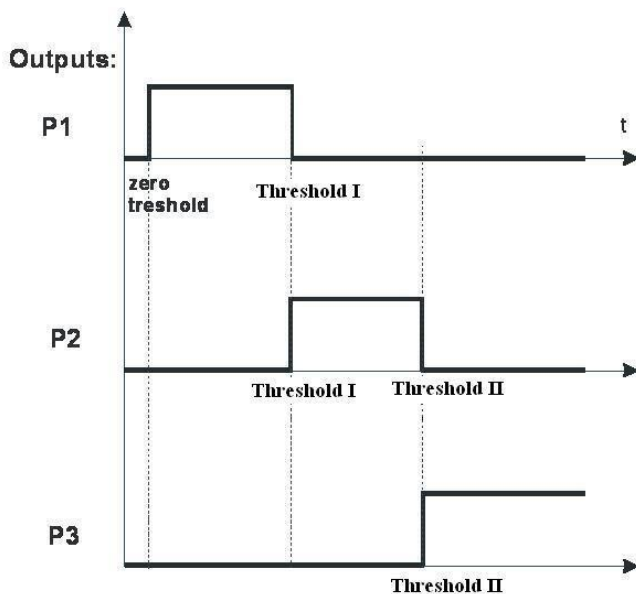 Outputs:
P1
t
zero
treshold
Threshold I
P2
Threshold I
Threshold II
P3
Threshold II